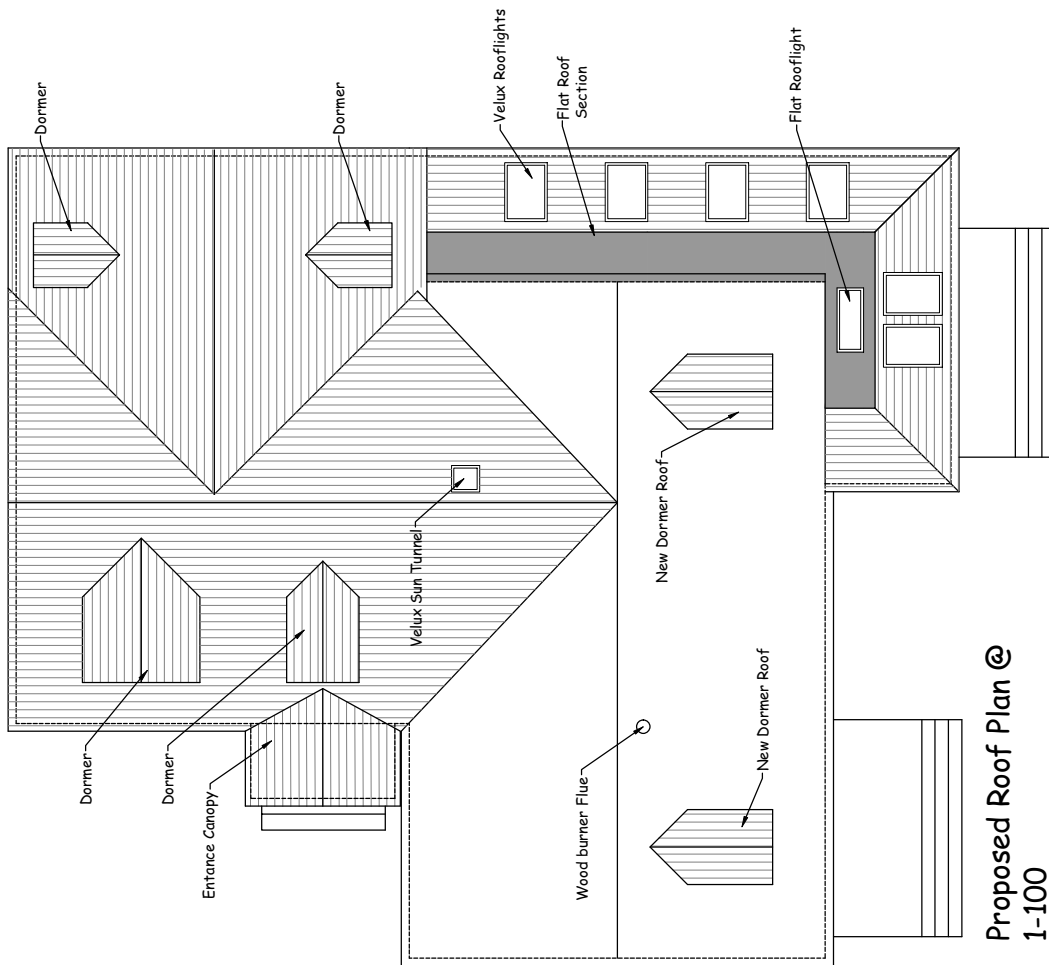 Dormer
Dormer
Velux Rooflights
Flat Roof
Section
Flat Rooflight
Velux Sun Tunnel
New Dormer Roof
Dormer
Dormer
Entance Canopy
Wood burner Flue
New Dormer Roof
Proposed Roof Plan @
1-100